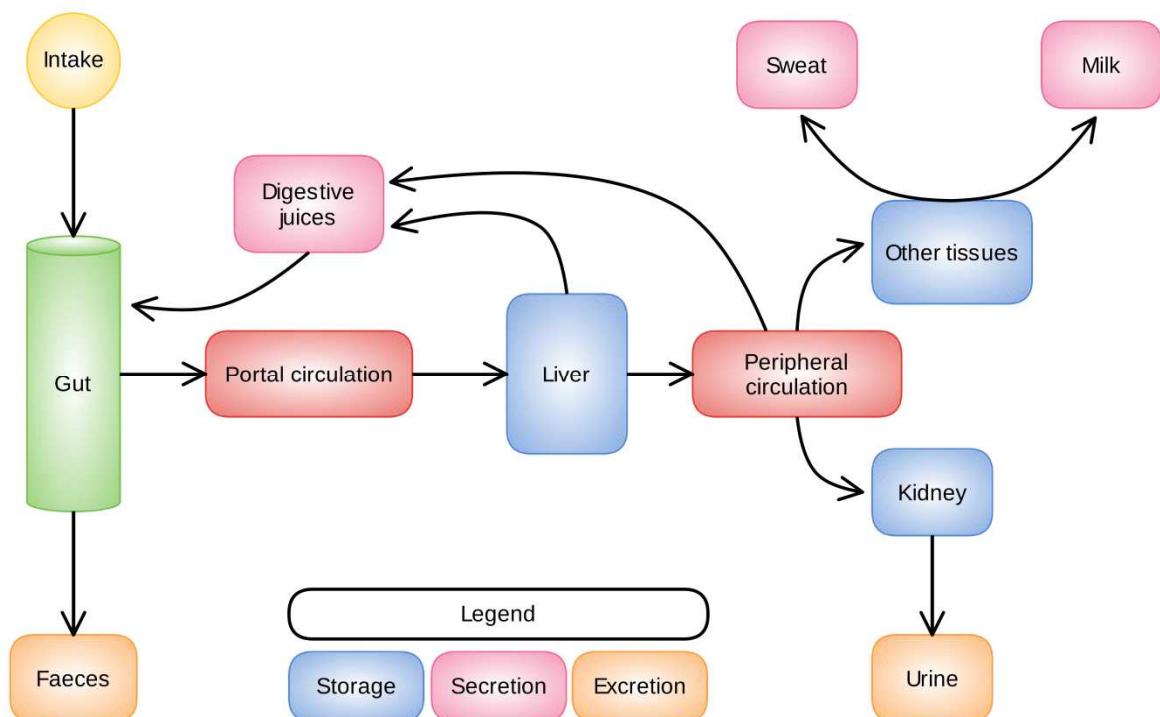 Intake
Sweat
Milk
Digestive
juices
Other tissues
Gut
Portal circulation
Liver
Peripheral
circulation
Kidney
Legend
Faeces
Storage
Secretion
Excretion
Urine